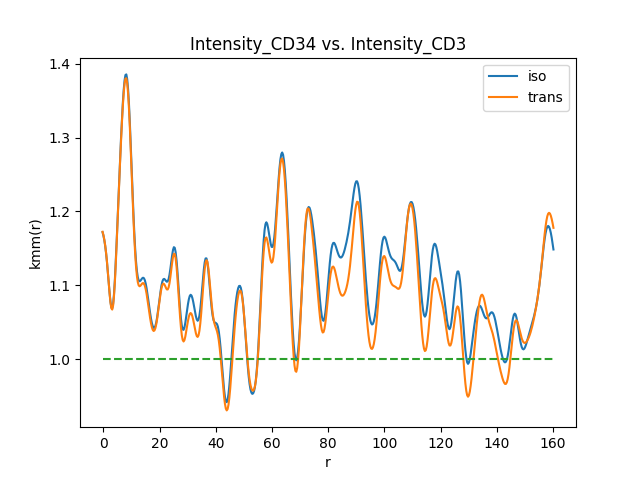 Intensity_CD34 vs. Intensity_CD3
iso
trans
1.4
1.3
1.2
1.1
1.0
kmm(r)
0 20 40 60 80 100 120 140 160
r